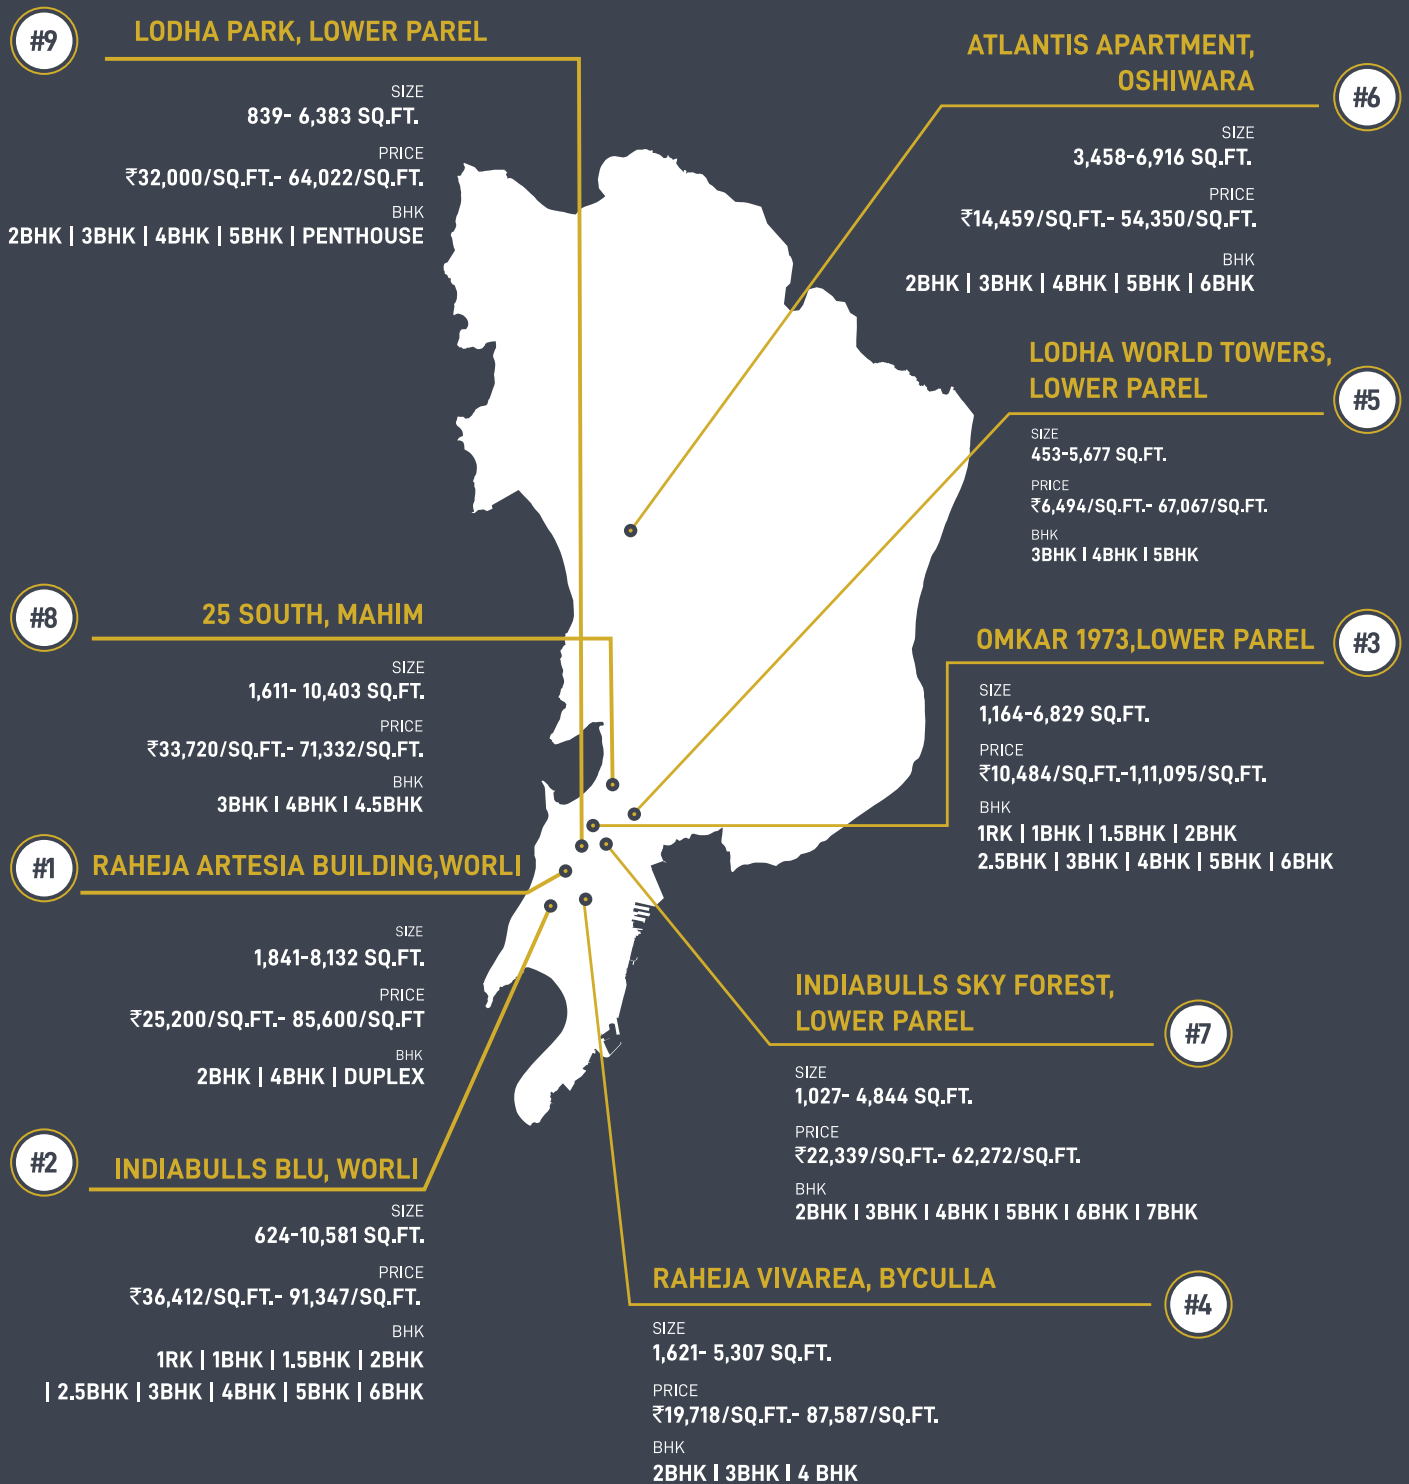 #9
LODHA PARK, LOWER PAREL
SIZE
839- 6,383 SQ.FT.
PRICE
₹32,000/SQ.FT.- 64,022/SQ.FT.
BHK
2BHK | 3BHK | 4BHK | 5BHK | PENTHOUSE
ATLANTIS APARTMENT,
OSHIWARA
#6
SIZE
3,458-6,916 SQ.FT.
PRICE
₹14,459/SQ.FT.- 54,350/SQ.FT.
BHK
2BHK | 3BHK | 4BHK | 5BHK | 6BHK
LODHA WORLD TOWERS,
LOWER PAREL
#5
SIZE
453-5,677 SQ.FT.
PRICE
₹6,494/SQ.FT.- 67,067/SQ.FT.
BHK
3BHK I 4BHK I 5BHK
#8
25 SOUTH, MAHIM
SIZE
1,611- 10,403 SQ.FT.
PRICE
₹33,720/SQ.FT.- 71,332/SQ.FT.
BHK
3BHK I 4BHK I 4.5BHK
OMKAR 1973,LOWER PAREL
#3
SIZE
1,164-6,829 SQ.FT.
PRICE
₹10,484/SQ.FT.-1,11,095/SQ.FT.
BHK
1RK | 1BHK | 1.5BHK | 2BHK
2.5BHK | 3BHK | 4BHK | 5BHK | 6BHK
#1
RAHEJA ARTESIA BUILDING,WORLI
SIZE
1,841-8,132 SQ.FT.
PRICE
₹25,200/SQ.FT.- 85,600/SQ.FT
BHK
2BHK | 4BHK | DUPLEX
INDIABULLS SKY FOREST,
LOWER PAREL
#7
SIZE
1,027- 4,844 SQ.FT.
PRICE
₹22,339/SQ.FT.- 62,272/SQ.FT.
BHK
2BHK I 3BHK I 4BHK I 5BHK I 6BHK I 7BHK
#2
INDIABULLS BLU, WORLI
SIZE
624-10,581 SQ.FT.
PRICE
₹36,412/SQ.FT.- 91,347/SQ.FT.
BHK
1RK | 1BHK | 1.5BHK | 2BHK
| 2.5BHK | 3BHK | 4BHK | 5BHK | 6BHK
RAHEJA VIVAREA, BYCULLA
#4
SIZE
1,621- 5,307 SQ.FT.
PRICE
₹19,718/SQ.FT.- 87,587/SQ.FT.
BHK
2BHK I 3BHK I 4 BHK